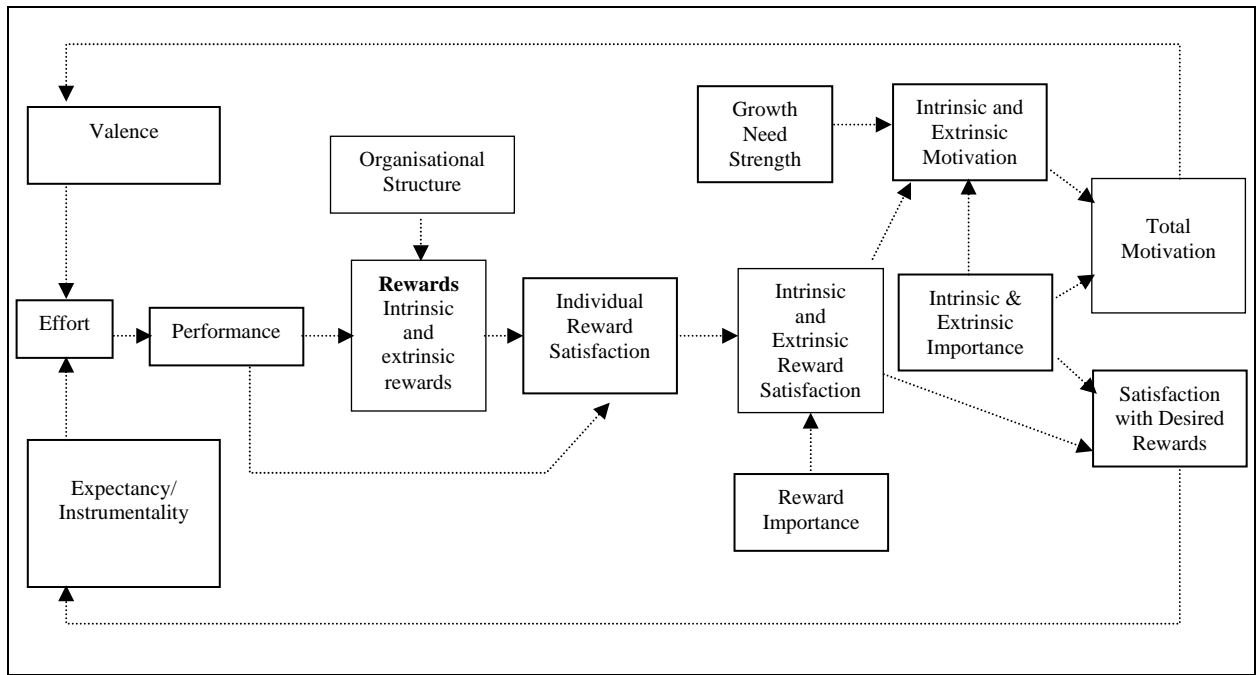 Valence
Organisational
Structure
Growth
Need
Strength
Intrinsic and
Extrinsic
Motivation
Total
Motivation
Effort
Performance
Rewards
Intrinsic
and
extrinsic
rewards
Individual
Reward
Satisfaction
Intrinsic
and
Extrinsic
Reward
Satisfaction
Intrinsic &
Extrinsic
Importance
Satisfaction
with Desired
Rewards
Expectancy/
Instrumentality
Reward
Importance